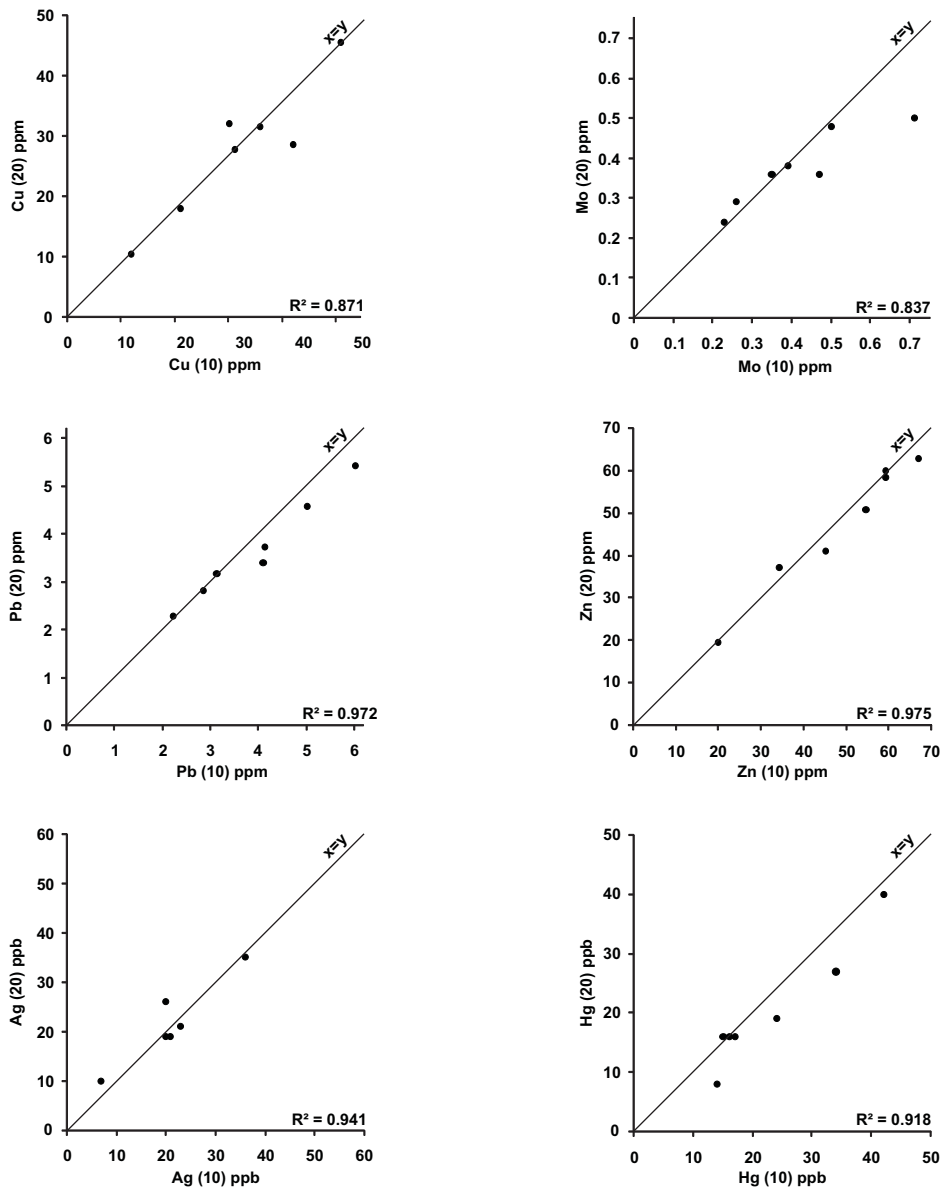 50
40
30
20
10
0
Cu (20) ppm
x=y
R² = 0.871
0 10 20 30 40 50
Cu (10) ppm
0.7
0.6
0.5
0.4
0.3
0.2
0.1
0
Mo (20) ppm
x=y
R² = 0.837
0 0.1 0.2 0.3 0.4 0.5 0.6 0.7
Mo (10) ppm
6
5
4
3
2
1
0
Pb (20) ppm
x=y
R² = 0.972
0 1 2 3 4 5 6
Pb (10) ppm
70
60
50
40
30
20
10
0
Zn (20) ppm
x=y
R² = 0.975
0 10 20 30 40 50 60 70
Zn (10) ppm
60
50
40
30
20
10
0
Ag (20) ppb
x=y
R² = 0.941
0 10 20 30 40 50 60
Ag (10) ppb
50
40
30
20
10
0
Hg (20) ppb
x=y
R² = 0.918
0 10 20 30 40 50
Hg (10) ppb